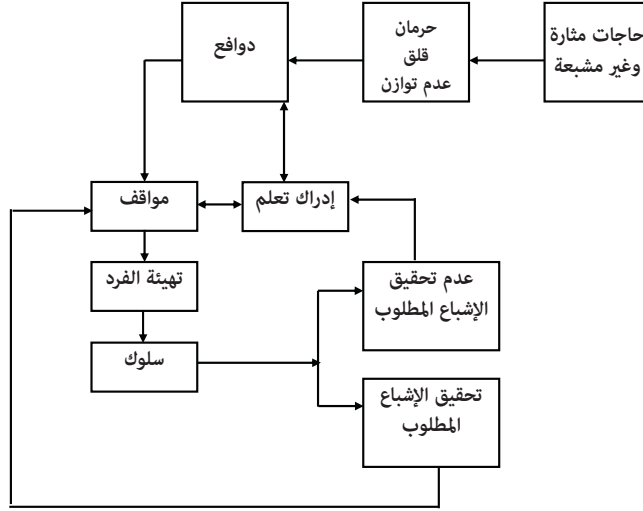 حاجات مثارة
وغير مشبعة
حرمان
قلق
عدم توازن
دوافع
إدراك تعلم
مواقف
تهيئة الفرد
سلوك
عدم تحقيق
الإشباع المطلوب
تحقيق الإشباع
المطلوب